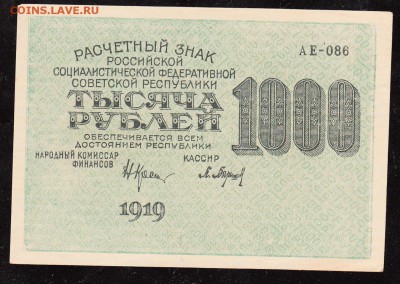 COINS.LAVE.RU
РАСЧЕТНЫЙ ЗНАК
РОССИЙСКОЙ
СОЦИАЛИСТИЧЕСКОЙ ФЕДЕРАТИВНОЙ
СОВЕТСКОЙ РЕСПУБЛИКИ
АЕ-086
ТЫСЯЧА
РУБЛЕЙ
1000
ОБЕСПЕЧИВАЕТСЯ ВСЕМ
ДОСТОЯНИЕМ РЕСПУБЛИКИ
НАРОДНЫЙ КОМИССАР
ФИНАНСОВ
КАССИР
1919